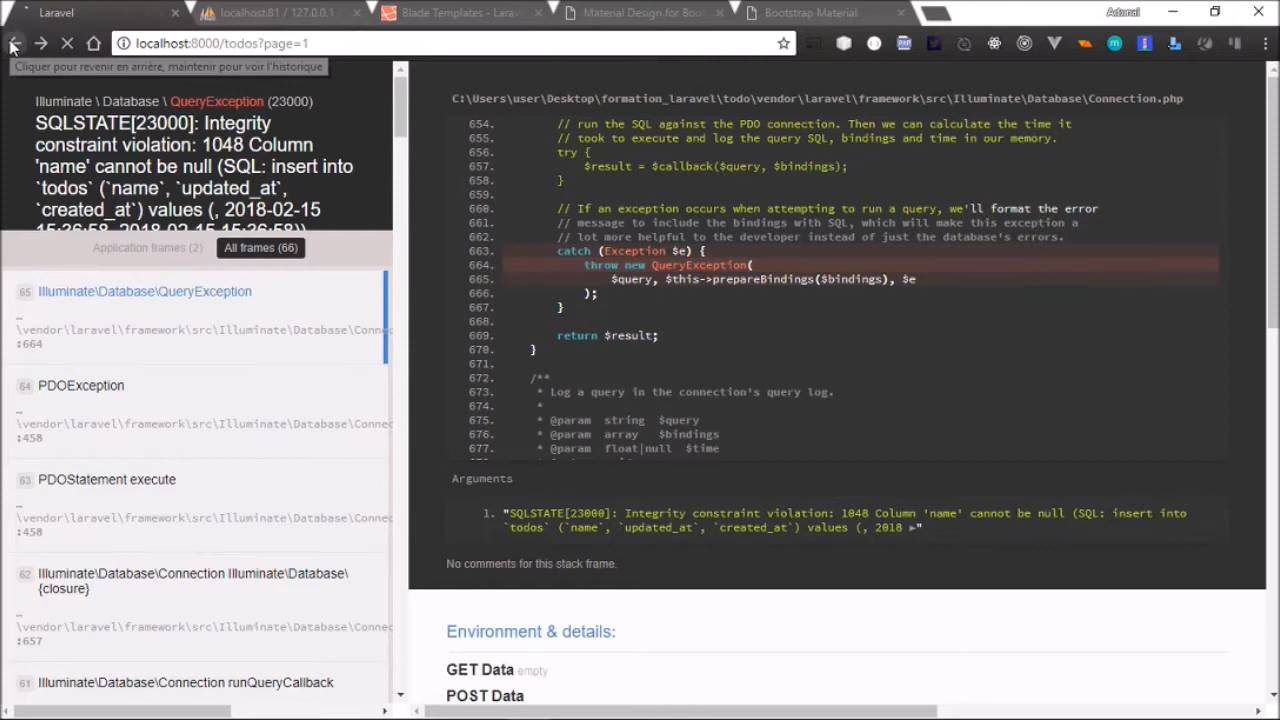 Laravel
localhost:81 / 127.0.0.1
Blade Templates - Larav
Material Design for Boo
Bootstrap Material
localhost:8000/todos?page=1
Cliquer pour revenir en arrière, maintenir pour voir l'historique
Illuminate \ Database \ QueryException (23000)
SQLSTATE[23000]: Integrity
constraint violation: 1048 Column
'name' cannot be null (SQL: insert into
`todos` (`name`, `updated_at`,
`created_at`) values (, 2018-02-15
15:36:58, 2018-02-15 15:36:58))
Application frames (2)
All frames (66)
65 Illuminate\Database\QueryException
…
\vendor\laravel\framework\src\Illuminate\Database\Connec
:664
64 PDOException
…
\vendor\laravel\framework\src\Illuminate\Database\Connec
:458
63 PDOStatement execute
…
\vendor\laravel\framework\src\Illuminate\Database\Connec
:458
62 Illuminate\Database\Connection Illuminate\Database\
{closure}
…
\vendor\laravel\framework\src\Illuminate\Database\Connec
:657
61 Illuminate\Database\Connection runQueryCallback
C:\Users\user\Desktop\formation_laravel\todo\vendor\laravel\framework\src\Illuminate\Database\Connection.php
654. // run the SQL against the PDO connection. Then we can calculate the time it
655. // took to execute and log the query SQL, bindings and time in our memory.
656. try {
657. $result = $callback($query, $bindings);
658. }
659.
660. // If an exception occurs when attempting to run a query, we'll format the error
661. // message to include the bindings with SQL, which will make this exception a
662. // lot more helpful to the developer instead of just the database's errors.
663. catch (Exception $e) {
664. throw new QueryException(
665. $query, $this->prepareBindings($bindings), $e
666. );
667. }
668.
669. return $result;
670. }
671.
672. /**
673. * Log a query in the connection's query log.
674. *
675. * @param string $query
676. * @param array $bindings
677. * @param float|null $time
Arguments
1. "SQLSTATE[23000]: Integrity constraint violation: 1048 Column 'name' cannot be null (SQL: insert into
`todos` (`name`, `updated_at`, `created_at`) values (, 2018 ▶"
No comments for this stack frame.
Environment & details:
GET Data empty
POST Data